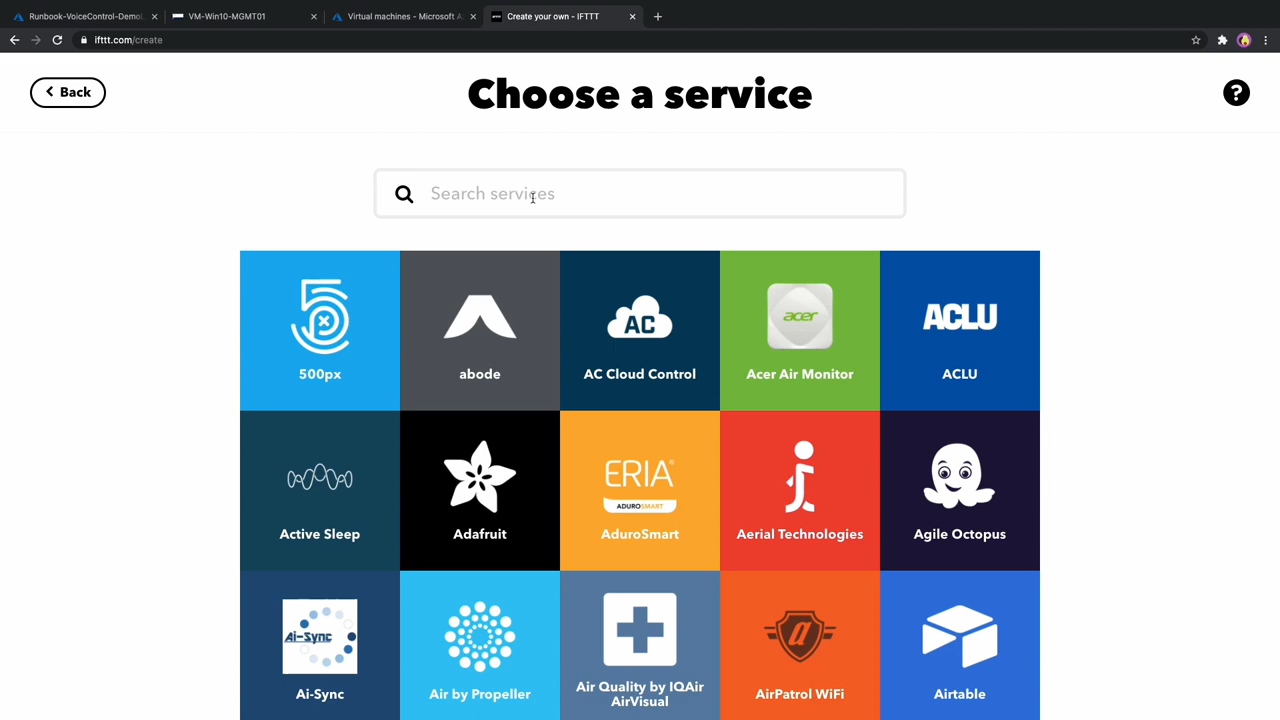 Runbook-VoiceControl-Demo
VM-Win10-MGMT01
Virtual machines - Microsoft A
Create your own - IFTTT
ifttt.com/create
Back
Choose a service
?
Search services
5
x
500px
abode
AC
AC Cloud Control
acer
Acer Air Monitor
ACLU
ACLU
Active Sleep
Adafruit
ERIA®
ADUROSMART
AduroSmart
Aerial Technologies
Agile Octopus
Ai-Sync
Ai-Sync
Air by Propeller
Air Quality by IQAir
AirVisual
a
AirPatrol WiFi
Airtable